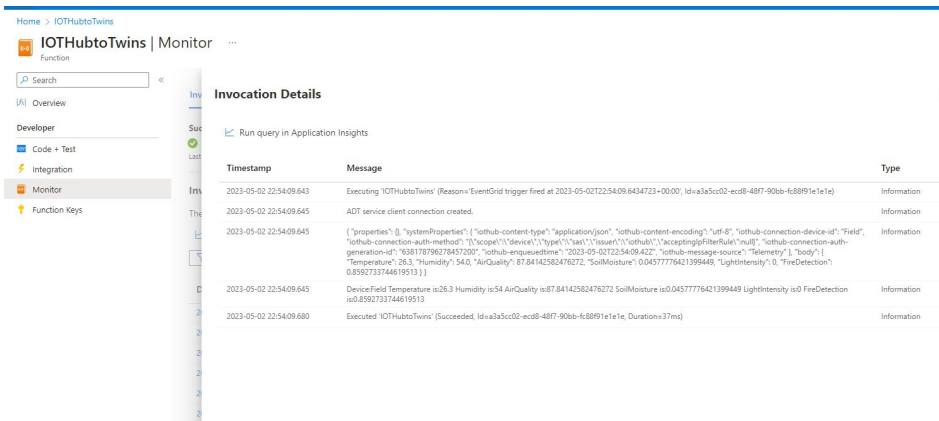 Home > IOTHubtoTwins
IOTHubtoTwins | Monitor ...
Function
Search
«
Overview
Developer
Code + Test
Integration
Monitor
Function Keys
Inv
Suc
Last
Inv
The
D
Invocation Details
Run query in Application Insights
Timestamp Message Type
2023-05-02 22:54:09.643 Executing 'IOTHubtoTwins' (Reason='EventGrid trigger fired at 2023-05-02T22:54:09.6434723+00:00', Id=a3a5cc02-ecd8-48f7-90bb-fc88f91e1e1e) Information
2023-05-02 22:54:09.645 ADT service client connection created. Information
2023-05-02 22:54:09.645 { "properties": {}, "systemProperties": { "iothub-content-type": "application/json", "iothub-content-encoding": "utf-8", "iothub-connection-device-id": "Field", Information
"iothub-connection-auth-method": "{\"scope\":\"device\",\"type\":\"sas\",\"issuer\":\"iothub\",\"acceptingIpFilterRule\":null}", "iothub-connection-auth-
generation-id": "638178796278457200", "iothub-enqueuedtime": "2023-05-02T22:54:09.42Z", "iothub-message-source": "Telemetry" }, "body": {
"Temperature": 26.3, "Humidity": 54.0, "AirQuality": 87.84142582476272, "SoilMoisture": 0.04577776421399449, "LightIntensity": 0, "FireDetection":
0.8592733744619513 } }
2023-05-02 22:54:09.645 Device:Field Temperature is:26.3 Humidity is:54 AirQuality is:87.84142582476272 SoilMoisture is:0.04577776421399449 LightIntensity is:0 FireDetection Information
is:0.8592733744619513
2023-05-02 22:54:09.680 Executed 'IOTHubtoTwins' (Succeeded, Id=a3a5cc02-ecd8-48f7-90bb-fc88f91e1e1e, Duration=37ms) Information